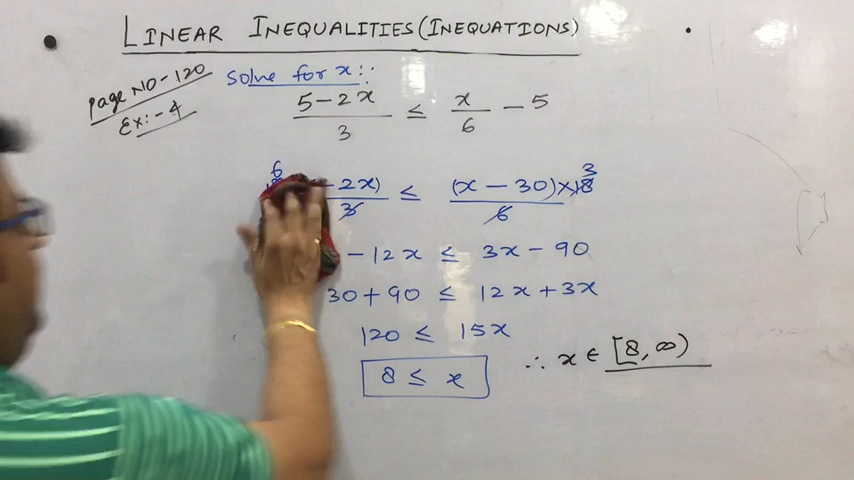 LINEAR INEQUALITIES (INEQUATIONS)
Page NO-120
Ex:-4
Solve for x:-
(5-2x)/3 ≤ x/6 - 5
6
-2x)/3 ≤ (x-30)×18/6
3
-12x ≤ 3x-90
30+90 ≤ 12x+3x
120 ≤ 15x
8 ≤ x
∴ x ∈ [8, ∞)